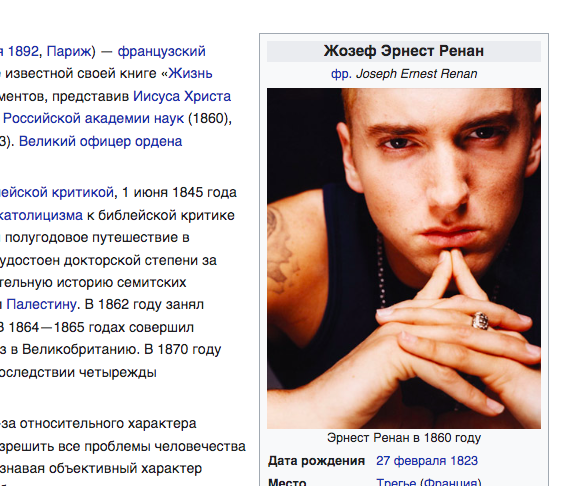 я 1892, Париж) — французский
известной своей книге «Жизнь
ментов, представив Иисуса Христа
Российской академии наук (1860),
3). Великий офицер ордена
ейской критикой, 1 июня 1845 года
католицизма к библейской критике
полугодовое путешествие в
удостоен докторской степени за
тельную историю семитских
Палестину. В 1862 году занял
В 1864—1865 годах совершил
з в Великобританию. В 1870 году
оследствии четырежды
-за относительного характера
зрешить все проблемы человечества
знавая объективный характер
Жозеф Эрнест Ренан
фр. Joseph Ernest Renan
Эрнест Ренан в 1860 году
Дата рождения 27 февраля 1823
Место Трегье (Франция)